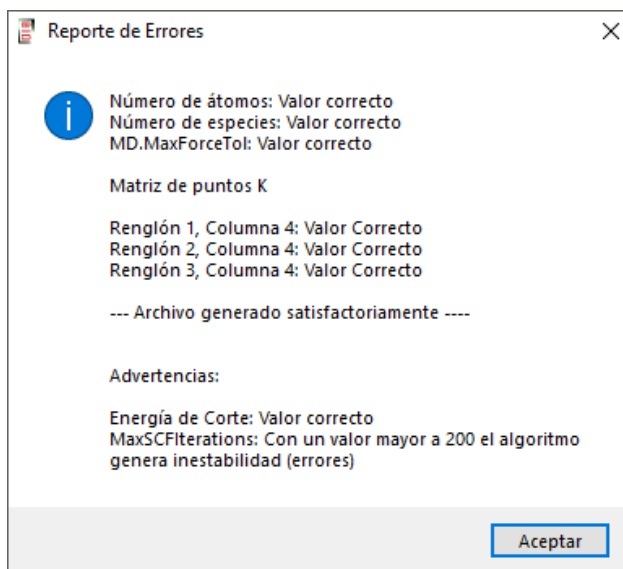 Reporte de Errores
Número de átomos: Valor correcto
Número de especies: Valor correcto
MD.MaxForceTol: Valor correcto
Matriz de puntos K
Renglón 1, Columna 4: Valor Correcto
Renglón 2, Columna 4: Valor Correcto
Renglón 3, Columna 4: Valor Correcto
--- Archivo generado satisfactoriamente ----
Advertencias:
Energía de Corte: Valor correcto
MaxSCFIterations: Con un valor mayor a 200 el algoritmo
genera inestabilidad (errores)
Aceptar